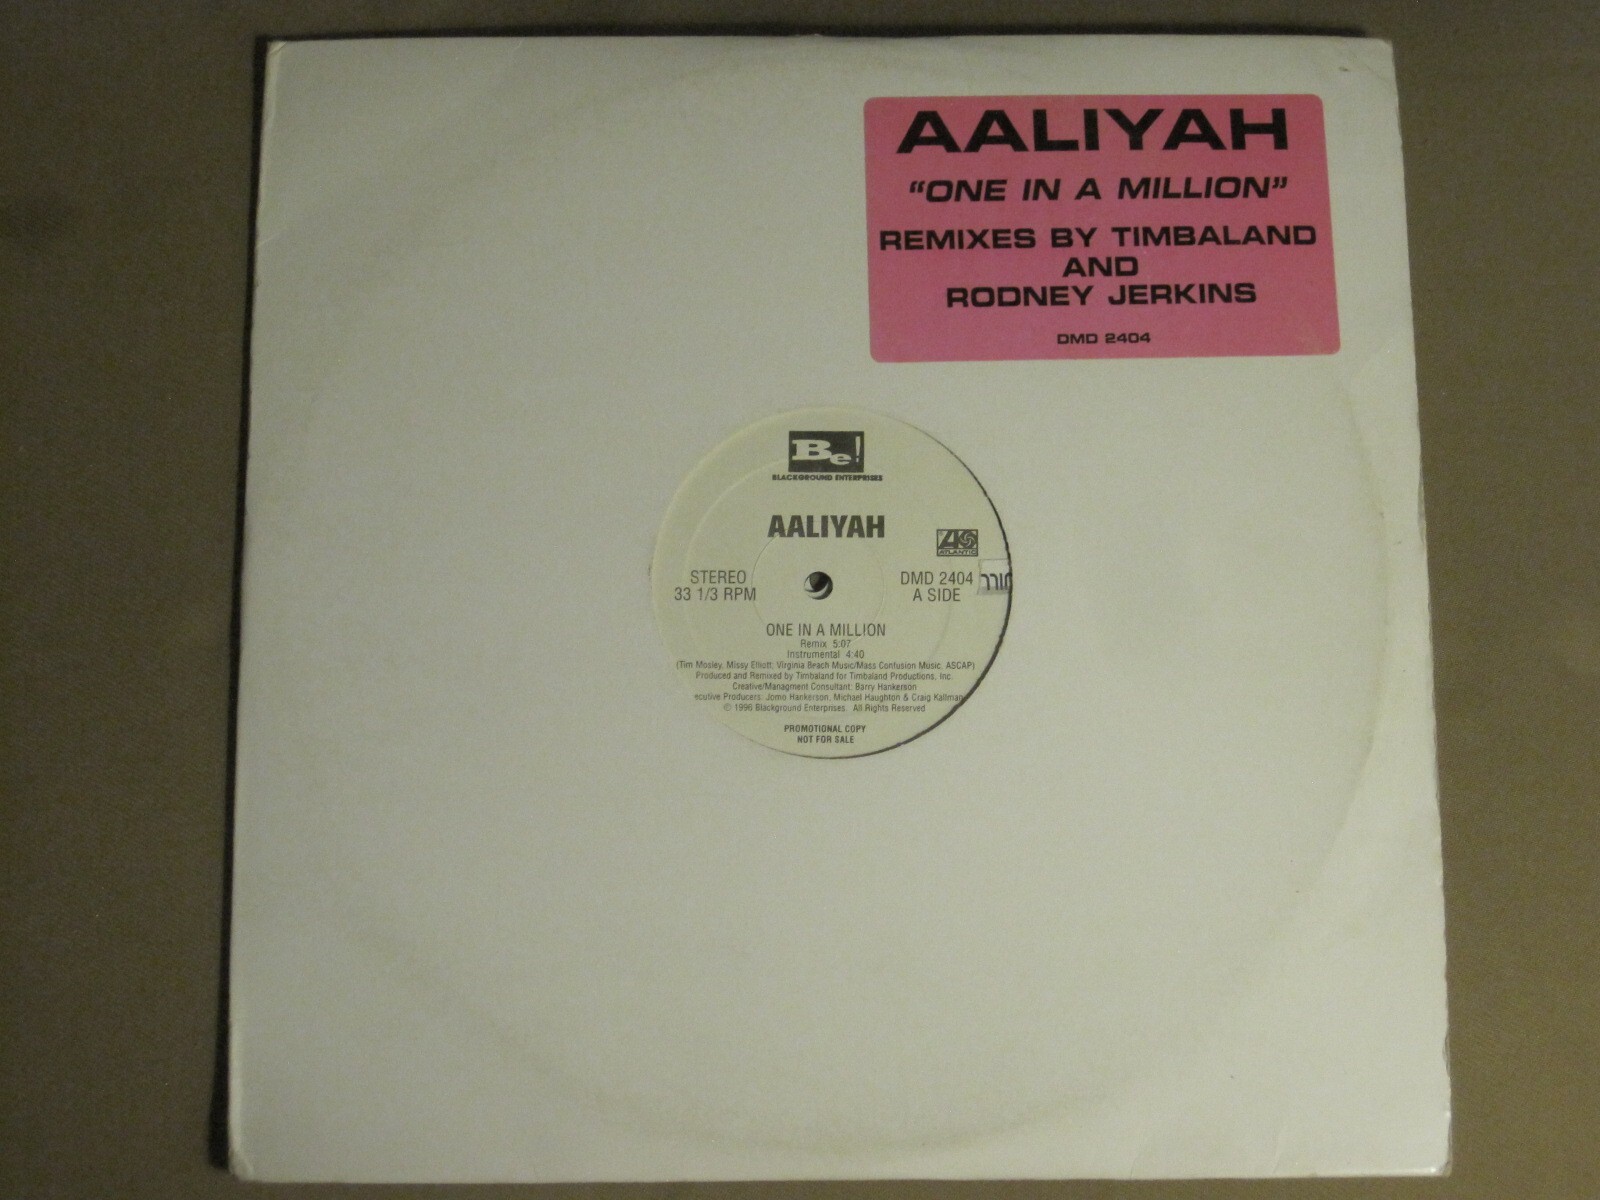 AALIYAH
"ONE IN A MILLION"
REMIXES BY TIMBALAND
AND
RODNEY JERKINS
DMD 2404
Be!
BLACKGROUND ENTERPRISES
AALIYAH
ATLANTIC
STEREO
33 1/3 RPM
DMD 2404
A SIDE
ONE IN A MILLION
Remix 5:07
Instrumental 4:40
(Tim Mosley, Missy Elliott; Virginia Beach Music/Mass Confusion Music, ASCAP)
Produced and Remixed by Timbaland for Timbaland Productions, Inc.
Creative/Managment Consultant: Barry Hankerson
ecutive Producers: Jomo Hankerson, Michael Haughton & Craig Kallman
© 1996 Blackground Enterprises. All Rights Reserved
PROMOTIONAL COPY
NOT FOR SALE